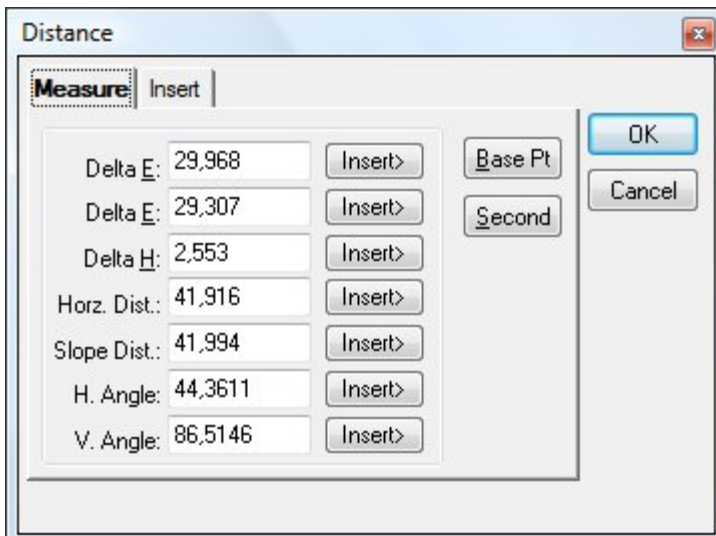 Distance
Measure Insert
Delta E: 29,968 Insert> Base Pt OK
Delta E: 29,307 Insert> Second Cancel
Delta H: 2,553 Insert>
Horz. Dist.: 41,916 Insert>
Slope Dist.: 41,994 Insert>
H. Angle: 44,3611 Insert>
V. Angle: 86,5146 Insert>